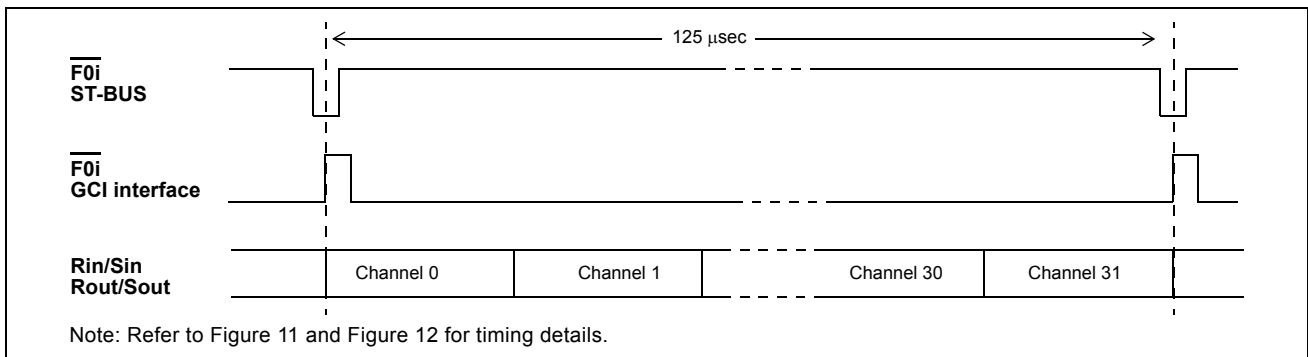 125 μsec
F0i
ST-BUS
F0i
GCI interface
Rin/Sin
Rout/Sout
Channel 0 Channel 1 Channel 30 Channel 31
Note: Refer to Figure 11 and Figure 12 for timing details.